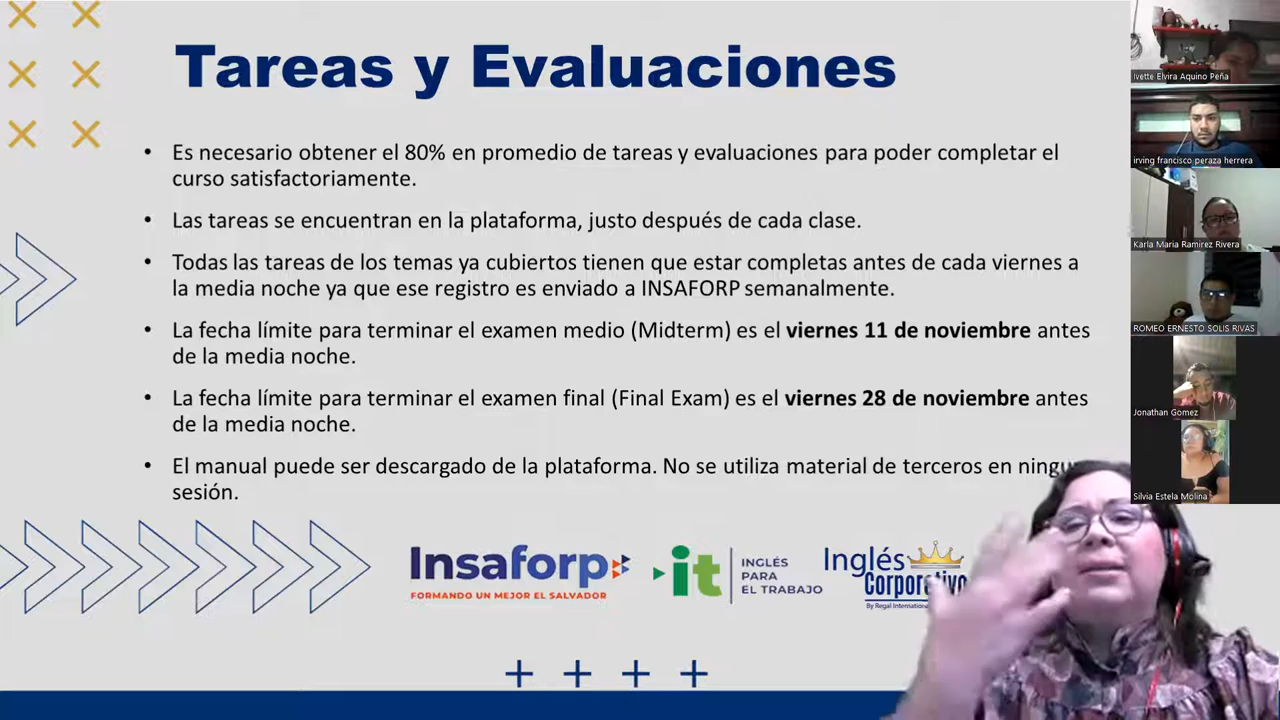 Tareas y Evaluaciones
• Es necesario obtener el 80% en promedio de tareas y evaluaciones para poder completar el
curso satisfactoriamente.
• Las tareas se encuentran en la plataforma, justo después de cada clase.
• Todas las tareas de los temas ya cubiertos tienen que estar completas antes de cada viernes a
la media noche ya que ese registro es enviado a INSAFORP semanalmente.
• La fecha límite para terminar el examen medio (Midterm) es el viernes 11 de noviembre antes
de la media noche.
• La fecha límite para terminar el examen final (Final Exam) es el viernes 28 de noviembre antes
de la media noche.
• El manual puede ser descargado de la plataforma. No se utiliza material de terceros en
sesión.
Insaforp
FORMANDO UN MEJOR EL SALVADOR
it
INGLÉS
PARA
EL TRABAJO
Inglés
Corporativo
By Regal International
Ivette Elvira Aquino Peña
irving francisco peraza herrera
Karla Maria Ramirez Rivera
ROMEO ERNESTO SOLIS RIVAS
Jonathan Gomez
Silvia Estela Molina